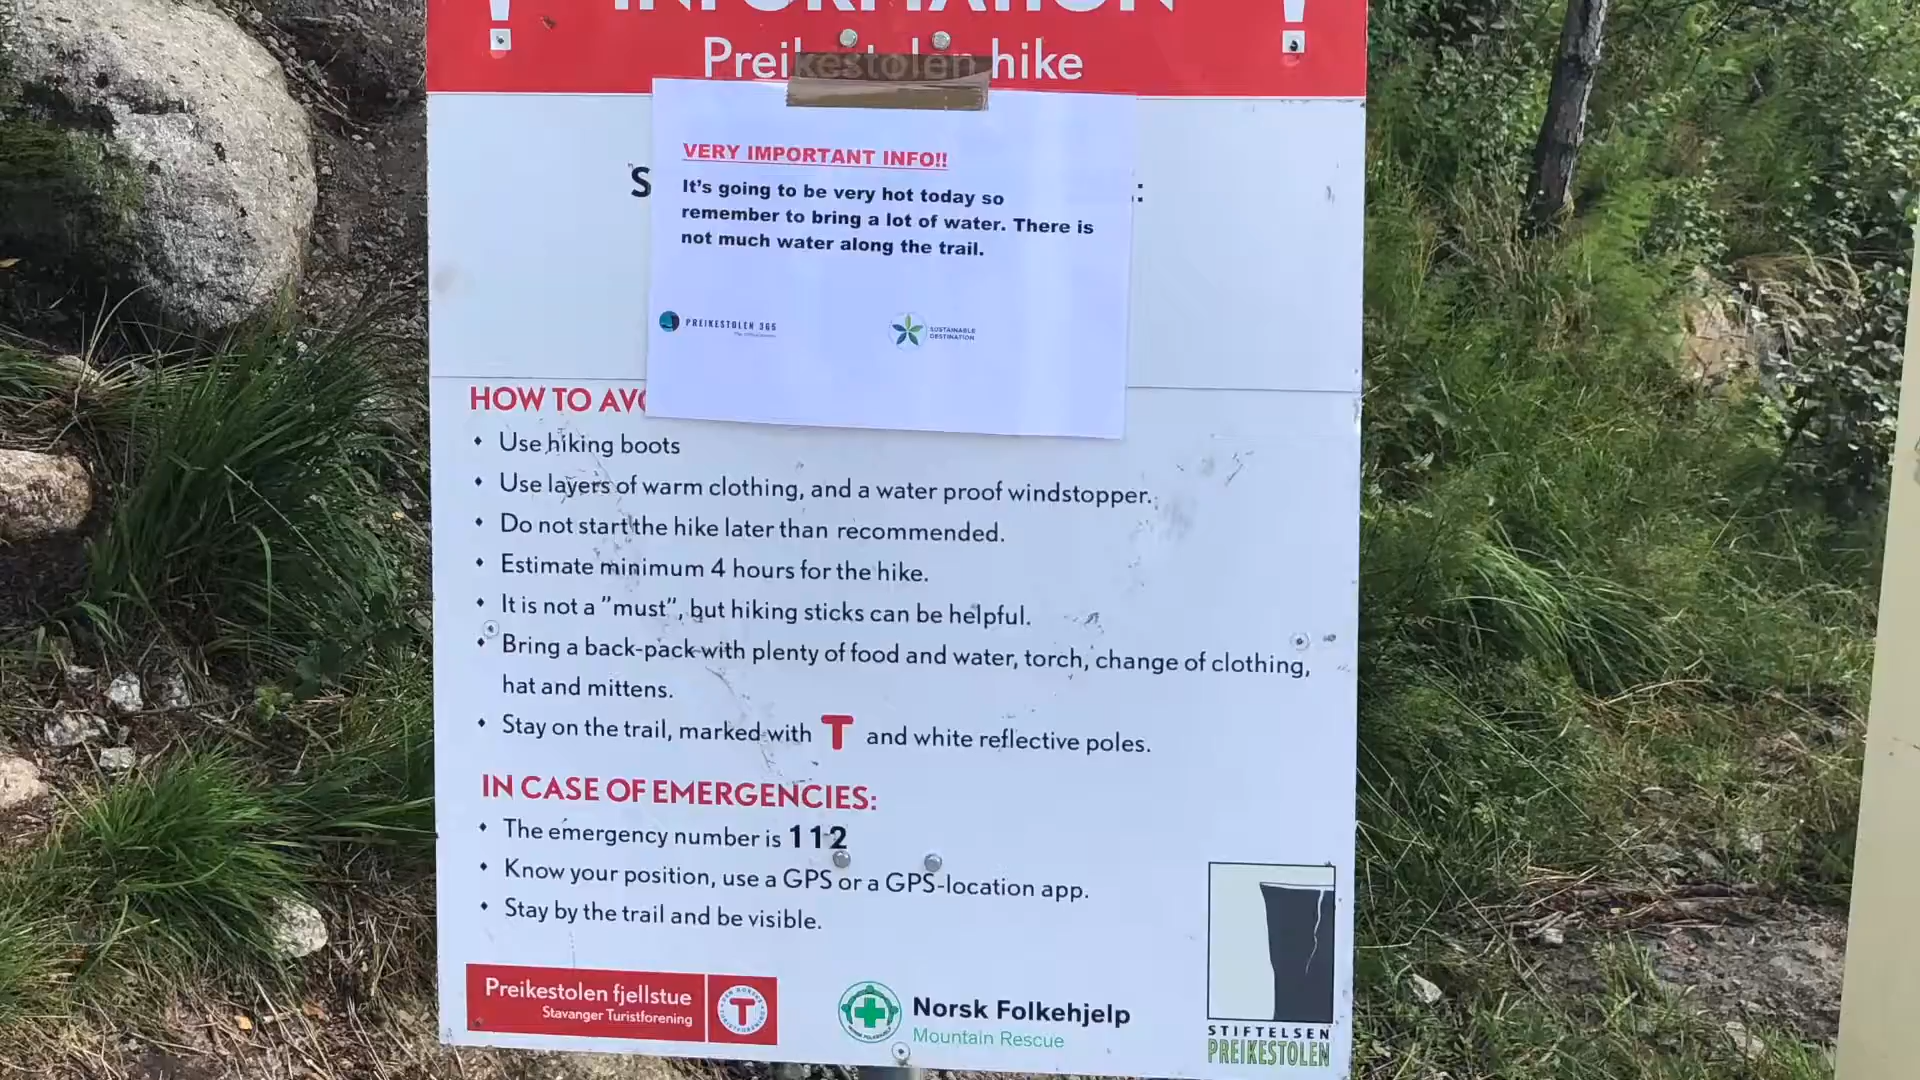 INFORMATION
Preikestolen hike
VERY IMPORTANT INFO!!
It's going to be very hot today so
remember to bring a lot of water. There is
not much water along the trail.
PREIKESTOLEN 365
SUSTAINABLE
DESTINATION
HOW TO
• Use hiking boots
• Use layers of warm clothing, and a water proof windstopper.
• Do not start the hike later than recommended.
• Estimate minimum 4 hours for the hike.
• It is not a ”must”, but hiking sticks can be helpful.
• Bring a back-pack with plenty of food and water, torch, change of clothing,
hat and mittens.
• Stay on the trail, marked with T and white reflective poles.
IN CASE OF EMERGENCIES:
• The emergency number is 112
• Know your position, use a GPS or a GPS-location app.
• Stay by the trail and be visible.
Preikestolen fjellstue
Stavanger Turistforening
T
Norsk Folkehjelp
Mountain Rescue
STIFTELSEN
PREIKESTOLEN